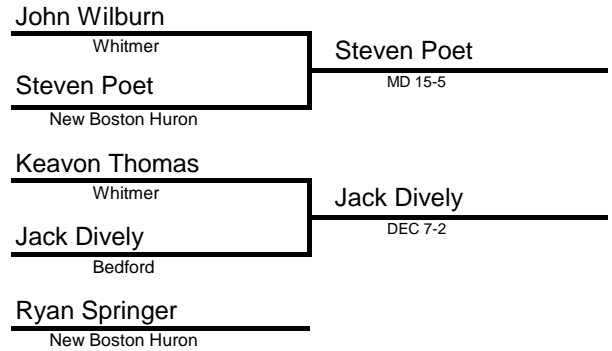 John Wilburn
Whitmer
Steven Poet
MD 15-5
Steven Poet
New Boston Huron
Keavon Thomas
Whitmer
Jack Dively
DEC 7-2
Jack Dively
Bedford
Ryan Springer
New Boston Huron